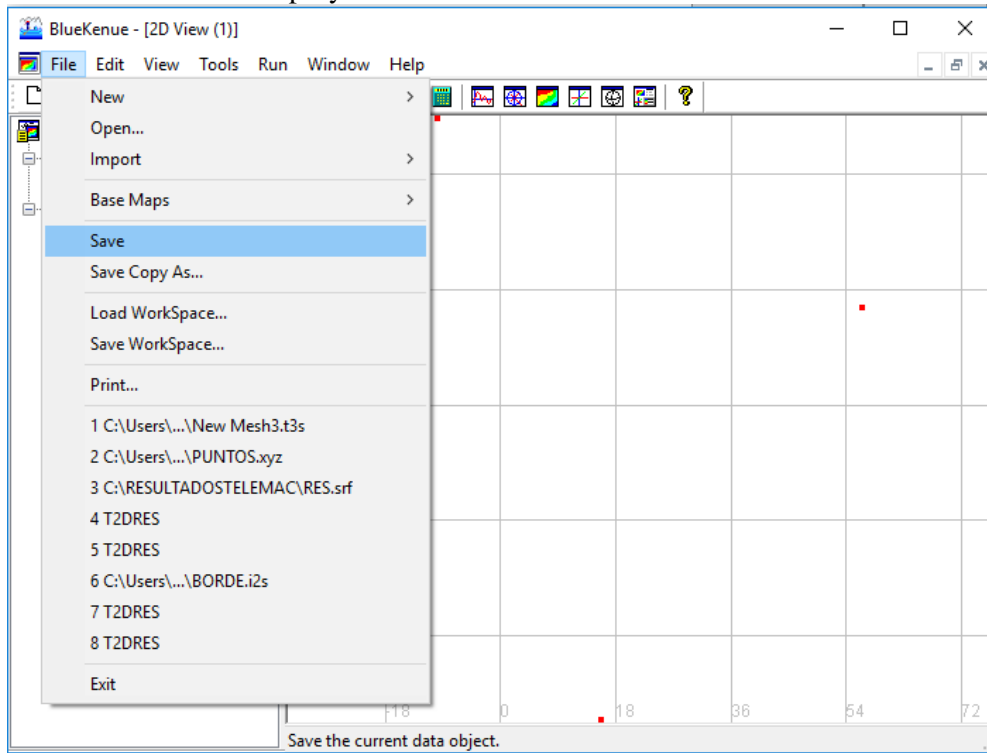 BlueKenue - [2D View (1)]
File Edit View Tools Run Window Help
New
Open...
Import
Base Maps
Save
Save Copy As...
Load WorkSpace...
Save WorkSpace...
Print...
1 C:\Users\...\New Mesh3.t3s
2 C:\Users\...\PUNTOS.xyz
3 C:\RESULTADOSTELEMAC\RES.srf
4 T2DRES
5 T2DRES
6 C:\Users\...\BORDE.i2s
7 T2DRES
8 T2DRES
Exit
-18 0 18 36 54 72
Save the current data object.